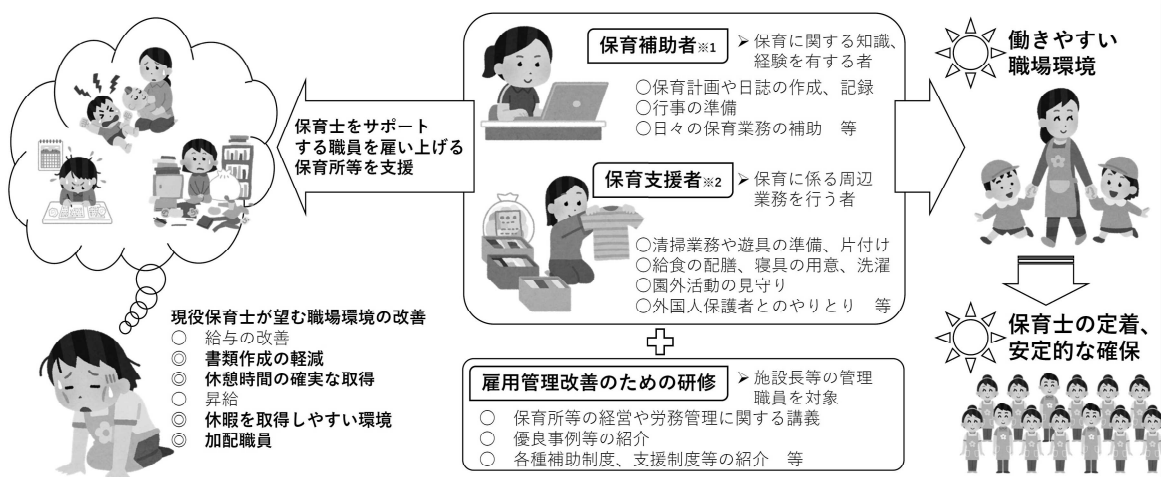 保育士をサポート
する職員を雇い上げる
保育所等を支援
現役保育士が望む職場環境の改善
○ 給与の改善
◎ 書類作成の軽減
◎ 休憩時間の確実な取得
○ 昇給
◎ 休暇を取得しやすい環境
◎ 加配職員
保育補助者※1
➤保育に関する知識、
経験を有する者
○保育計画や日誌の作成、記録
○行事の準備
○日々の保育業務の補助 等
保育支援者※2
➤保育に係る周辺
業務を行う者
○清掃業務や遊具の準備、片付け
○給食の配膳、寝具の用意、洗濯
○園外活動の見守り
○外国人保護者とのやりとり 等
雇用管理改善のための研修
➤施設長等の管理
職員を対象
○ 保育所等の経営や労務管理に関する講義
○ 優良事例等の紹介
○ 各種補助制度、支援制度等の紹介 等
働きやすい
職場環境
保育士の定着、
安定的な確保